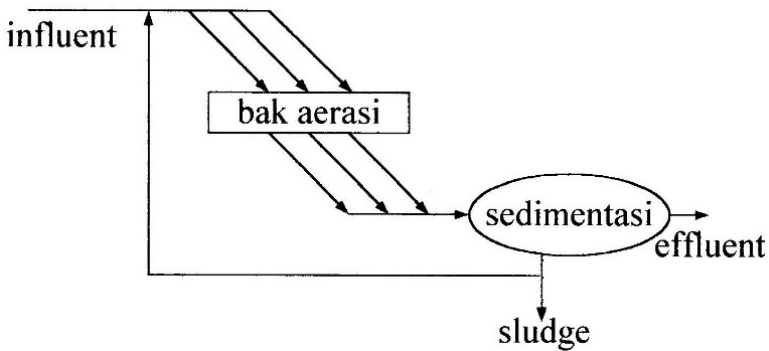 influent
bak aerasi
sedimentasi
effluent
sludge